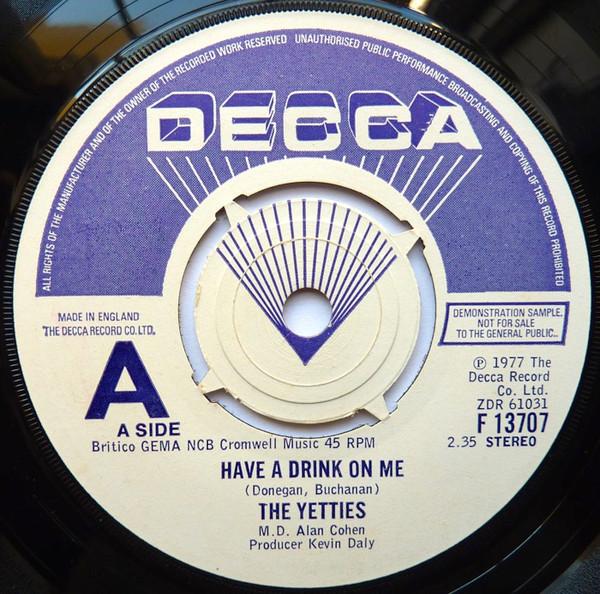 ALL RIGHTS OF THE MANUFACTURER AND OF THE OWNER OF THE RECORDED WORK RESERVED UNAUTHORISED PUBLIC PERFORMANCE BROADCASTING AND COPYING OF THIS RECORD PROHIBITED
DECCA
MADE IN ENGLAND
THE DECCA RECORD CO. LTD.
DEMONSTRATION SAMPLE.
NOT FOR SALE
TO THE GENERAL PUBLIC..
A
A SIDE
℗ 1977 The
Decca Record
Co. Ltd.
ZDR 61031
F 13707
2.35 STEREO
Britico GEMA NCB Cromwell Music 45 RPM
HAVE A DRINK ON ME
(Donegan, Buchanan)
THE YETTIES
M.D. Alan Cohen
Producer Kevin Daly